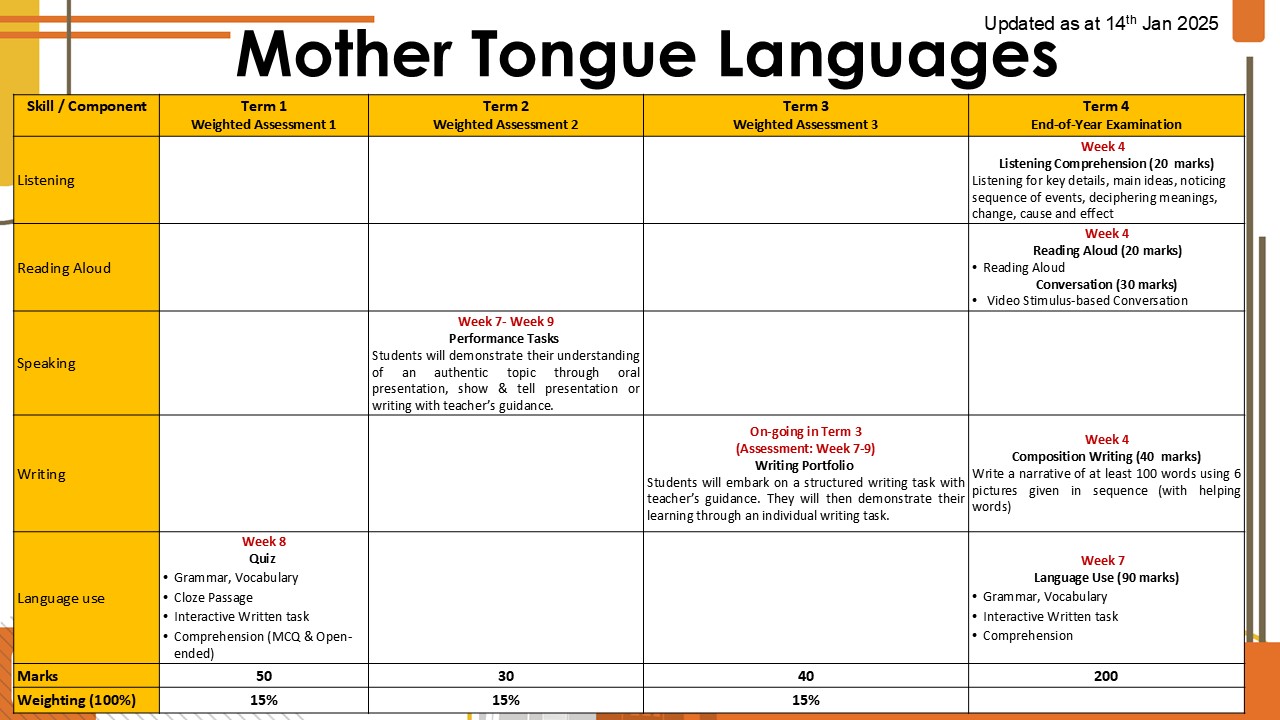 Updated as at 14th Jan 2025
Mother Tongue Languages
Skill / Component
Term 1
Weighted Assessment 1
Term 2
Weighted Assessment 2
Term 3
Weighted Assessment 3
Term 4
End-of-Year Examination
Listening
Week 4
Listening Comprehension (20 marks)
Listening for key details, main ideas, noticing
sequence of events, deciphering meanings,
change, cause and effect
Reading Aloud
Week 4
Reading Aloud (20 marks)
• Reading Aloud
Conversation (30 marks)
• Video Stimulus-based Conversation
Speaking
Week 7- Week 9
Performance Tasks
Students will demonstrate their understanding
of an authentic topic through oral
presentation, show & tell presentation or
writing with teacher's guidance.
Writing
On-going in Term 3
(Assessment: Week 7-9)
Writing Portfolio
Students will embark on a structured writing task with
teacher's guidance. They will then demonstrate their
learning through an individual writing task.
Week 4
Composition Writing (40 marks)
Write a narrative of at least 100 words using 6
pictures given in sequence (with helping
words)
Language use
Week 8
Quiz
• Grammar, Vocabulary
• Cloze Passage
• Interactive Written task
• Comprehension (MCQ & Open-
ended)
Week 7
Language Use (90 marks)
• Grammar, Vocabulary
• Interactive Written task
• Comprehension
Marks
50
30
40
200
Weighting (100%)
15%
15%
15%